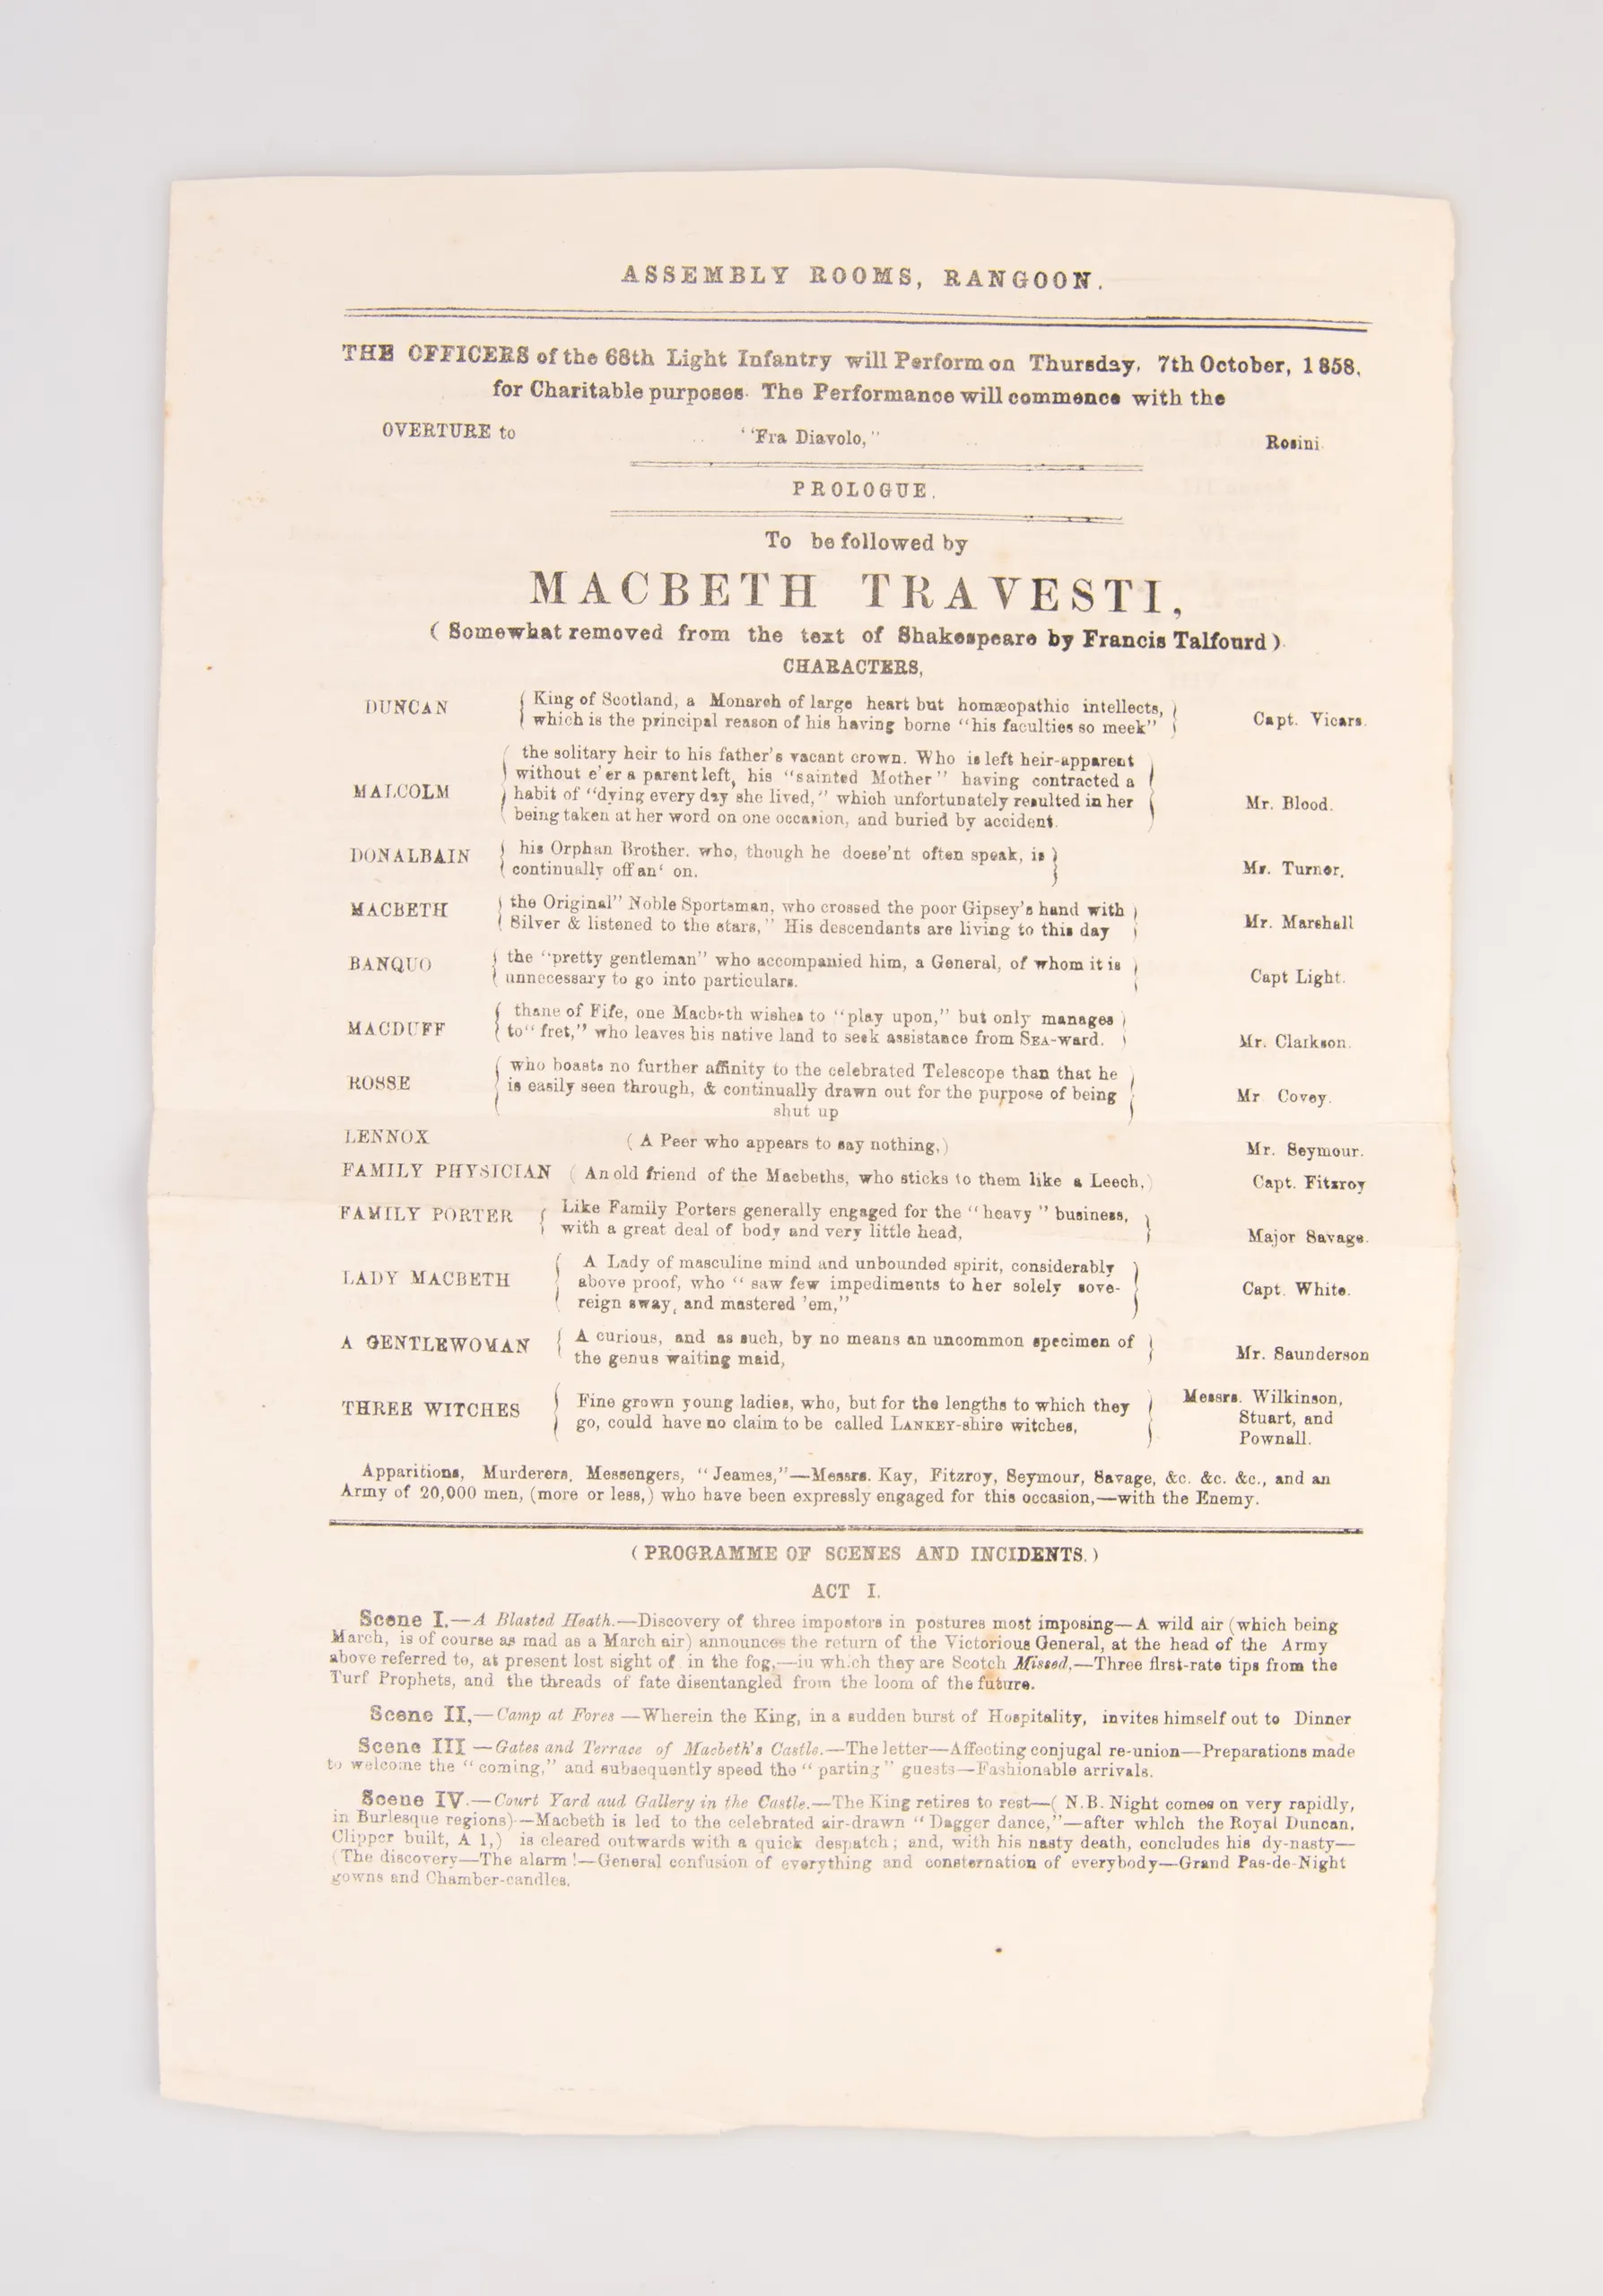 ASSEMBLY ROOMS, RANGOON.
THE OFFICERS of the 68th Light Infantry will Perform on Thursday, 7th October, 1858,
for Charitable purposes. The Performance will commence with the
OVERTURE to "Fra Diavolo," Rosini.
PROLOGUE.
To be followed by
MACBETH TRAVESTI,
(Somewhat removed from the text of Shakespeare by Francis Talfourd).
CHARACTERS,
DUNCAN King of Scotland, a Monarch of large heart but homæopathic intellects,
which is the principal reason of his having borne "his faculties so meek" Capt. Vicars.
the solitary heir to his father's vacant crown. Who is left heir-apparent
without e'er a parent left, his "sainted Mother" having contracted a
MALCOLM habit of "dying every day she lived," which unfortunately resulted in her Mr. Blood.
being taken at her word on one occasion, and buried by accident.
DONALBAIN his Orphan Brother. who, though he doese'nt often speak, is
continually off an' on. Mr. Turner.
MACBETH the Original" Noble Sportsman, who crossed the poor Gipsey's hand with
Silver & listened to the stars," His descendants are living to this day Mr. Marshall
BANQUO the "pretty gentleman" who accompanied him, a General, of whom it is
unnecessary to go into particulars. Capt Light.
MACDUFF thane of Fife, one Macbeth wishes to "play upon," but only manages
to "fret," who leaves his native land to seek assistance from SEA-ward. Mr. Clarkson.
who boasts no further affinity to the celebrated Telescope than that he
ROSSE is easily seen through, & continually drawn out for the purpose of being Mr Covey.
shut up
LENNOX (A Peer who appears to say nothing,) Mr. Seymour.
FAMILY PHYSICIAN (An old friend of the Macbeths, who sticks to them like a Leech,) Capt. Fitzroy
FAMILY PORTER Like Family Porters generally engaged for the "heavy" business,
with a great deal of body and very little head, Major Savage.
A Lady of masculine mind and unbounded spirit, considerably
LADY MACBETH above proof, who "saw few impediments to her solely sove- Capt. White.
reign sway, and mastered 'em,"
A GENTLEWOMAN A curious, and as such, by no means an uncommon specimen of
the genus waiting maid, Mr. Saunderson
THREE WITCHES Fine grown young ladies, who, but for the lengths to which they Messrs. Wilkinson,
go, could have no claim to be called LANKEY-shire witches, Stuart, and
Pownall.
Apparitions, Murderers, Messengers, "Jeames,"—Messrs. Kay, Fitzroy, Seymour, Savage, &c. &c. &c., and an
Army of 20,000 men, (more or less,) who have been expressly engaged for this occasion,—with the Enemy.
(PROGRAMME OF SCENES AND INCIDENTS.)
ACT I.
Scene I.—A Blasted Heath.—Discovery of three impostors in postures most imposing—A wild air (which being
March, is of course as mad as a March air) announces the return of the Victorious General, at the head of the Army
above referred to, at present lost sight of in the fog,—in which they are Scotch Missed,—Three first-rate tips from the
Turf Prophets, and the threads of fate disentangled from the loom of the future.
Scene II,—Camp at Fores —Wherein the King, in a sudden burst of Hospitality, invites himself out to Dinner
Scene III —Gates and Terrace of Macbeth's Castle.—The letter—Affecting conjugal re-union—Preparations made
to welcome the "coming," and subsequently speed the "parting" guests—Fashionable arrivals.
Scene IV.—Court Yard aud Gallery in the Castle.—The King retires to rest—(N.B. Night comes on very rapidly,
in Burlesque regions)—Macbeth is led to the celebrated air-drawn "Dagger dance,"—after which the Royal Duncan,
Clipper built, A 1,) is cleared outwards with a quick despatch; and, with his nasty death, concludes his dy-nasty—
(The discovery—The alarm!—General confusion of everything and consternation of everybody—Grand Pas-de-Night
gowns and Chamber-candles.